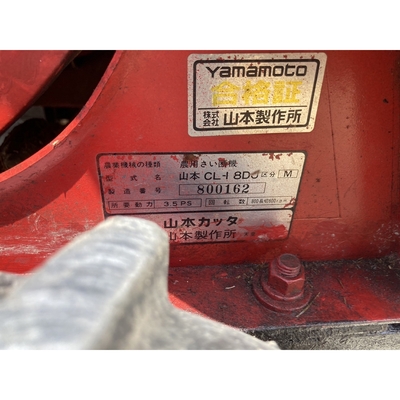 Yamamoto
合格証
株式会社 山本製作所
農業機械の種類 農用さい断機
型式名 山本 CL-18DC 区分 M
製造番号 800162
所要動力 3.5PS 回転数
山本カッタ
山本製作所